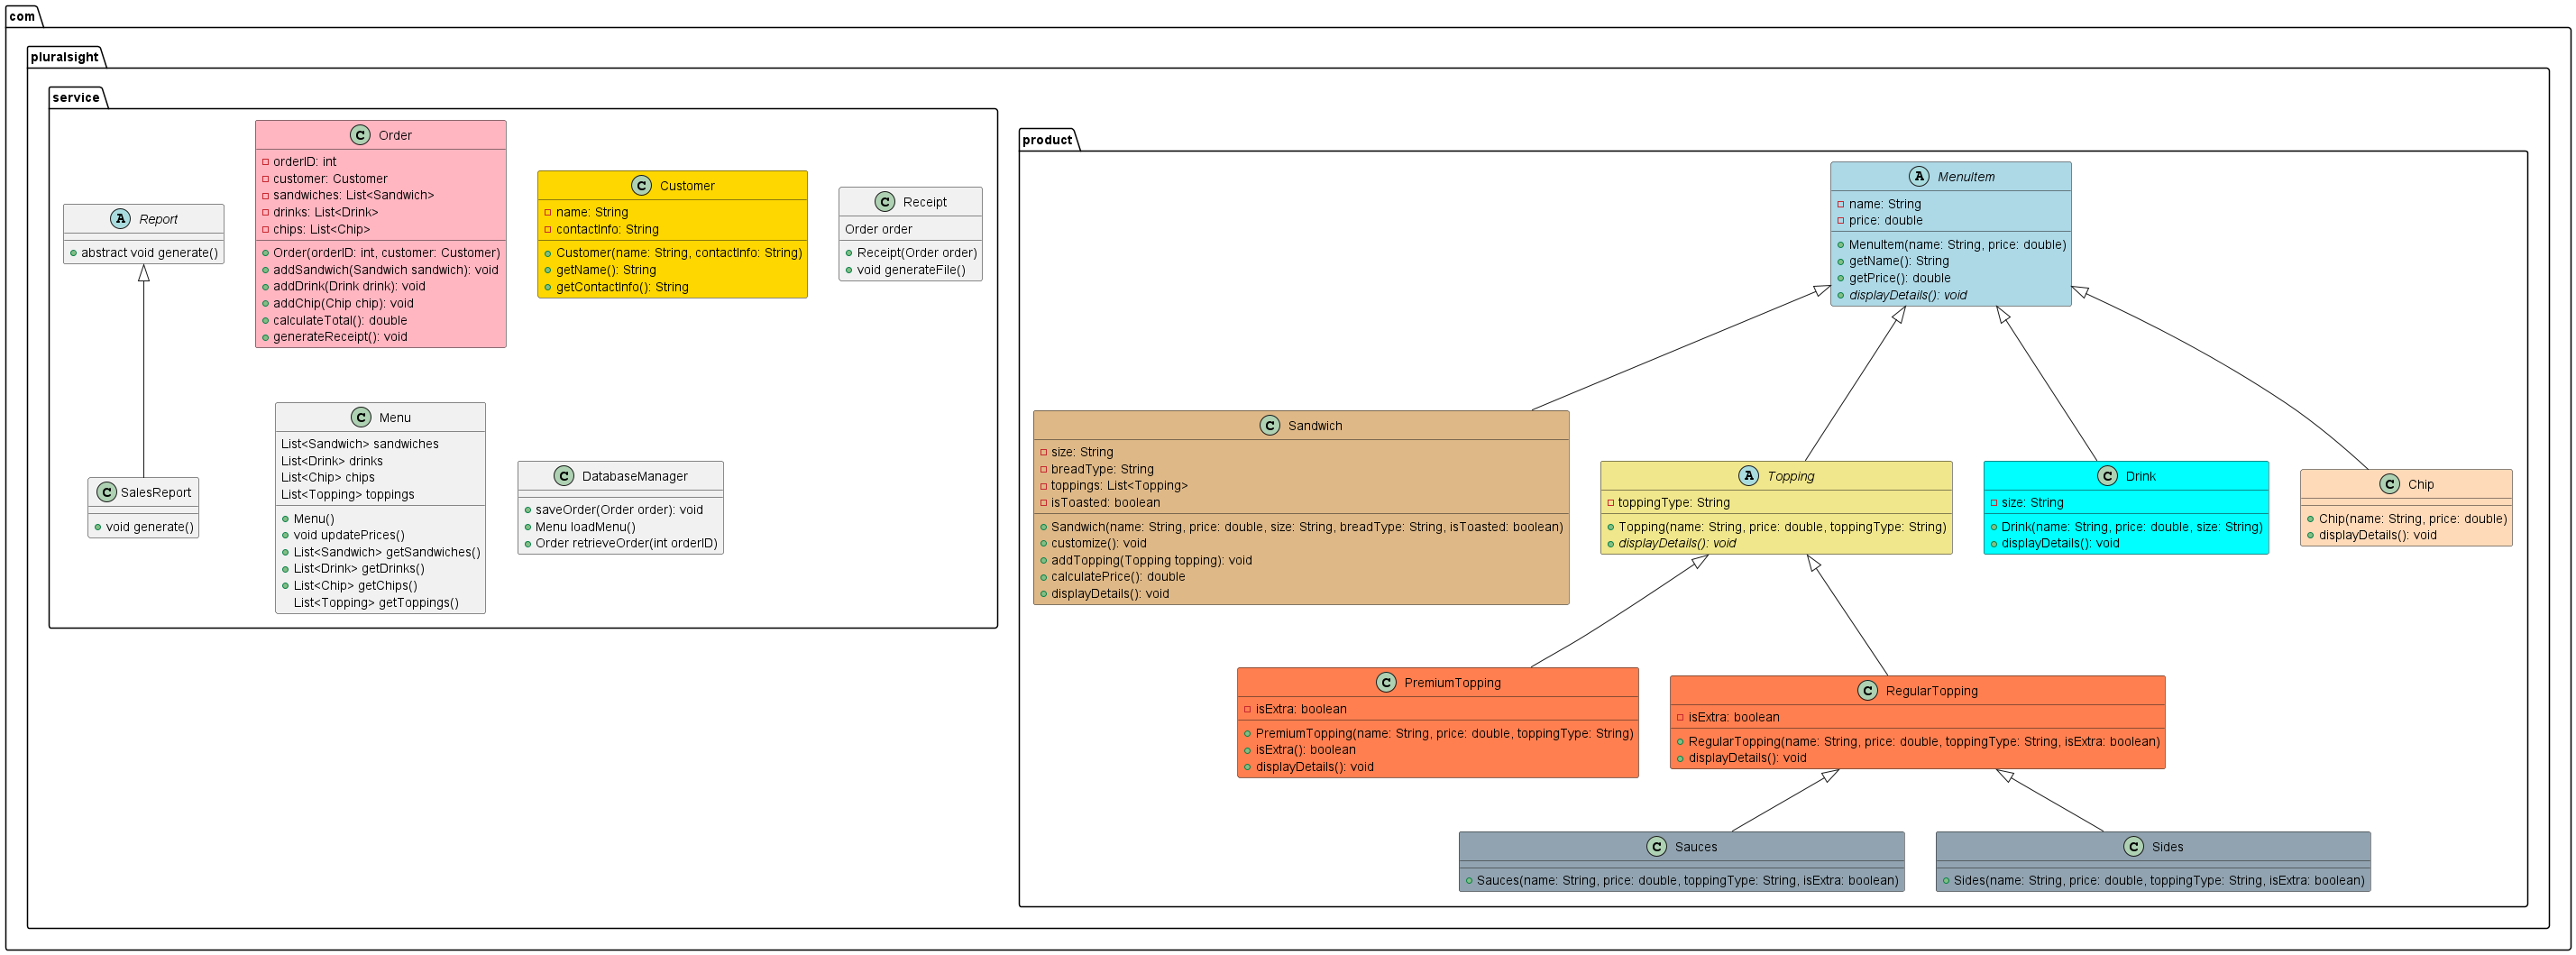 com
pluralsight
service
A Report
abstract void generate()
C Order
orderID: int
customer: Customer
sandwiches: List<Sandwich>
drinks: List<Drink>
chips: List<Chip>
Order(orderID: int, customer: Customer)
addSandwich(Sandwich sandwich): void
addDrink(Drink drink): void
addChip(Chip chip): void
calculateTotal(): double
generateReceipt(): void
C Customer
name: String
contactInfo: String
Customer(name: String, contactInfo: String)
getName(): String
getContactInfo(): String
C Receipt
Order order
Receipt(Order order)
void generateFile()
C SalesReport
void generate()
C Menu
List<Sandwich> sandwiches
List<Drink> drinks
List<Chip> chips
List<Topping> toppings
Menu()
void updatePrices()
List<Sandwich> getSandwiches()
List<Drink> getDrinks()
List<Chip> getChips()
List<Topping> getToppings()
C DatabaseManager
saveOrder(Order order): void
Menu loadMenu()
Order retrieveOrder(int orderID)
product
A MenuItem
name: String
price: double
MenuItem(name: String, price: double)
getName(): String
getPrice(): double
displayDetails(): void
C Sandwich
size: String
breadType: String
toppings: List<Topping>
isToasted: boolean
Sandwich(name: String, price: double, size: String, breadType: String, isToasted: boolean)
customize(): void
addTopping(Topping topping): void
calculatePrice(): double
displayDetails(): void
A Topping
toppingType: String
Topping(name: String, price: double, toppingType: String)
displayDetails(): void
C Drink
size: String
Drink(name: String, price: double, size: String)
displayDetails(): void
C Chip
Chip(name: String, price: double)
displayDetails(): void
C PremiumTopping
isExtra: boolean
PremiumTopping(name: String, price: double, toppingType: String)
isExtra(): boolean
displayDetails(): void
C RegularTopping
isExtra: boolean
RegularTopping(name: String, price: double, toppingType: String, isExtra: boolean)
displayDetails(): void
C Sauces
Sauces(name: String, price: double, toppingType: String, isExtra: boolean)
C Sides
Sides(name: String, price: double, toppingType: String, isExtra: boolean)